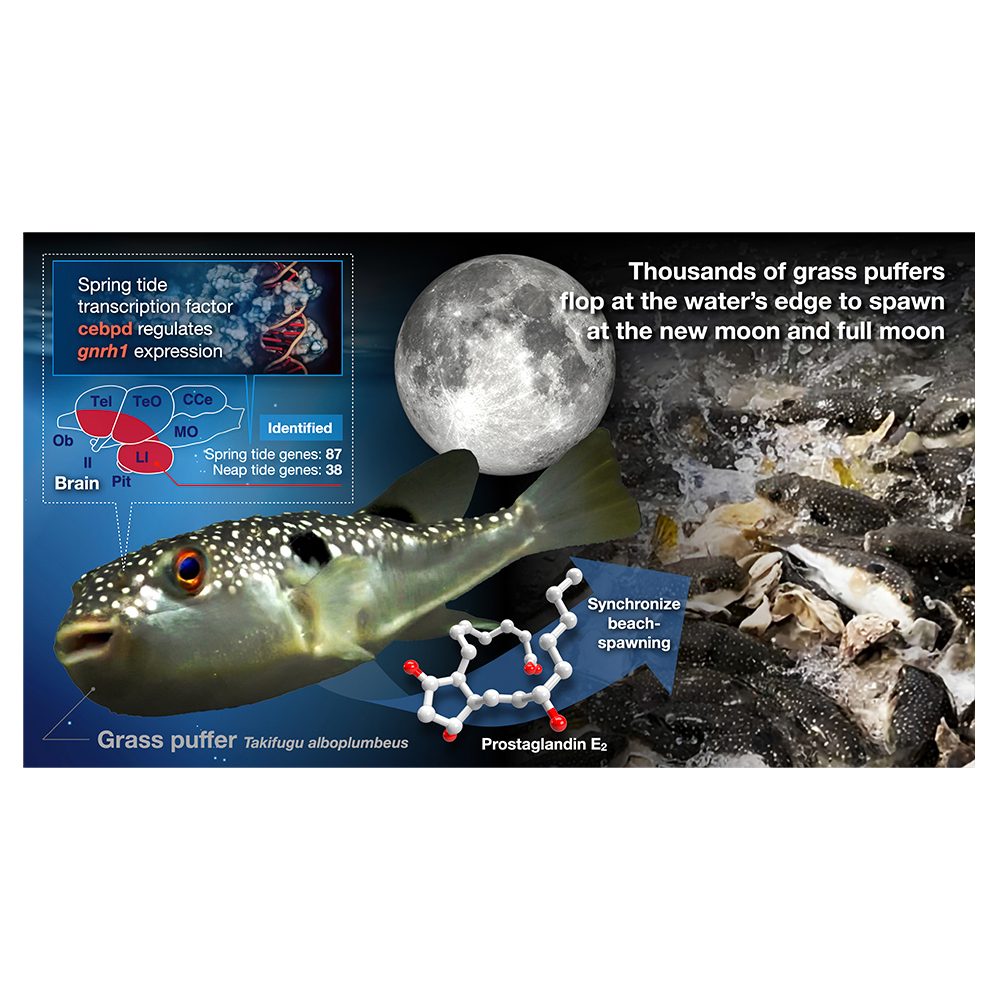 Spring tide
transcription factor
cebpd regulates
gnrh1 expression
Thousands of grass puffers
flop at the water's edge to spawn
at the new moon and full moon
Tel
TeO
CCe
Ob
MO
II
LI
Brain
Pit
Identified
Spring tide genes: 87
Neap tide genes: 38
Synchronize
beach-
spawning
Grass puffer Takifugu alboplumbeus
Prostaglandin E₂